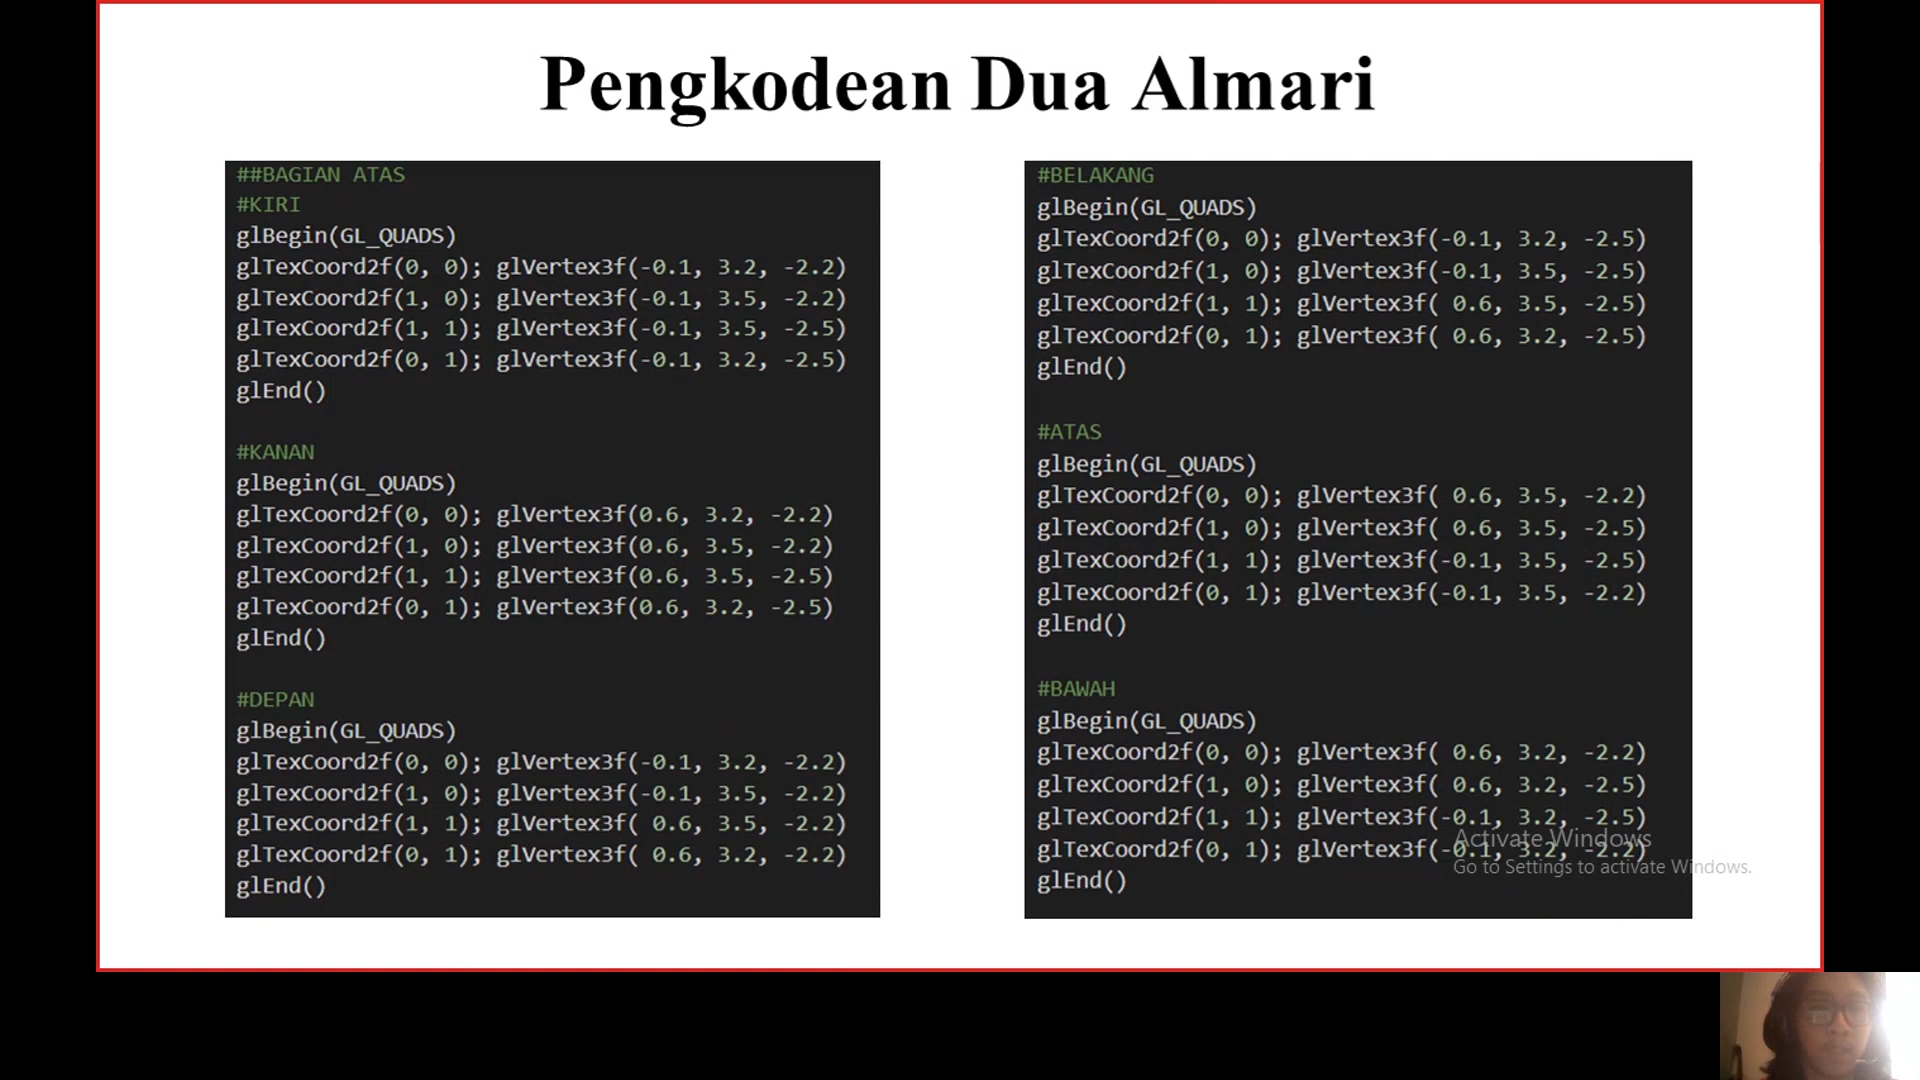 Pengkodean Dua Almari
##BAGIAN ATAS
#KIRI
glBegin(GL_QUADS)
glTexCoord2f(0, 0); glVertex3f(-0.1, 3.2, -2.2)
glTexCoord2f(1, 0); glVertex3f(-0.1, 3.5, -2.2)
glTexCoord2f(1, 1); glVertex3f(-0.1, 3.5, -2.5)
glTexCoord2f(0, 1); glVertex3f(-0.1, 3.2, -2.5)
glEnd()
#KANAN
glBegin(GL_QUADS)
glTexCoord2f(0, 0); glVertex3f(0.6, 3.2, -2.2)
glTexCoord2f(1, 0); glVertex3f(0.6, 3.5, -2.2)
glTexCoord2f(1, 1); glVertex3f(0.6, 3.5, -2.5)
glTexCoord2f(0, 1); glVertex3f(0.6, 3.2, -2.5)
glEnd()
#DEPAN
glBegin(GL_QUADS)
glTexCoord2f(0, 0); glVertex3f(-0.1, 3.2, -2.2)
glTexCoord2f(1, 0); glVertex3f(-0.1, 3.5, -2.2)
glTexCoord2f(1, 1); glVertex3f( 0.6, 3.5, -2.2)
glTexCoord2f(0, 1); glVertex3f( 0.6, 3.2, -2.2)
glEnd()
#BELAKANG
glBegin(GL_QUADS)
glTexCoord2f(0, 0); glVertex3f(-0.1, 3.2, -2.5)
glTexCoord2f(1, 0); glVertex3f(-0.1, 3.5, -2.5)
glTexCoord2f(1, 1); glVertex3f( 0.6, 3.5, -2.5)
glTexCoord2f(0, 1); glVertex3f( 0.6, 3.2, -2.5)
glEnd()
#ATAS
glBegin(GL_QUADS)
glTexCoord2f(0, 0); glVertex3f( 0.6, 3.5, -2.2)
glTexCoord2f(1, 0); glVertex3f( 0.6, 3.5, -2.5)
glTexCoord2f(1, 1); glVertex3f(-0.1, 3.5, -2.5)
glTexCoord2f(0, 1); glVertex3f(-0.1, 3.5, -2.2)
glEnd()
#BAWAH
glBegin(GL_QUADS)
glTexCoord2f(0, 0); glVertex3f( 0.6, 3.2, -2.2)
glTexCoord2f(1, 0); glVertex3f( 0.6, 3.2, -2.5)
glTexCoord2f(1, 1); glVertex3f(-0.1, 3.2, -2.5)
glTexCoord2f(0, 1); glVertex3f(-0.1, 3.2, -2.2)
glEnd()
Activate Windows
Go to Settings to activate Windows.